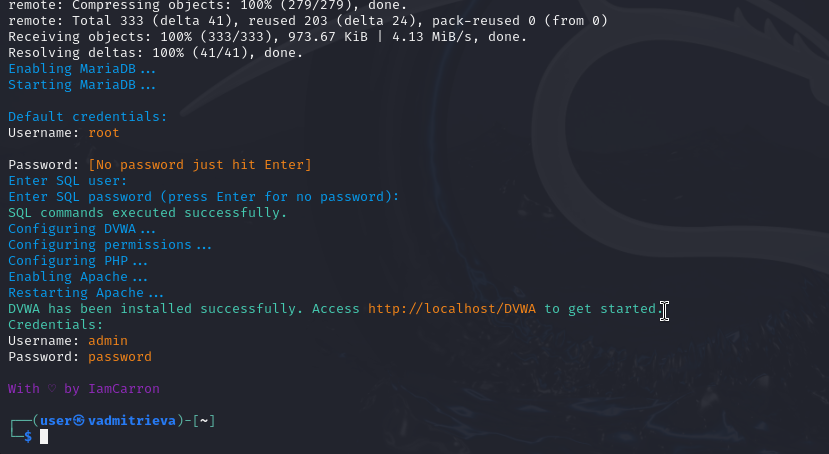 remote: Compressing objects: 100% (279/279), done.
remote: Total 333 (delta 41), reused 203 (delta 24), pack-reused 0 (from 0)
Receiving objects: 100% (333/333), 973.67 KiB | 4.13 MiB/s, done.
Resolving deltas: 100% (41/41), done.
Enabling MariaDB...
Starting MariaDB...
Default credentials:
Username: root
Password: [No password just hit Enter]
Enter SQL user:
Enter SQL password (press Enter for no password):
SQL commands executed successfully.
Configuring DVWA...
Configuring permissions...
Configuring PHP...
Enabling Apache...
Restarting Apache...
DVWA has been installed successfully. Access http://localhost/DVWA to get started.
Credentials:
Username: admin
Password: password
With ♡ by IamCarron
┌──(user㉿vadmitrieva)-[~]
└─$